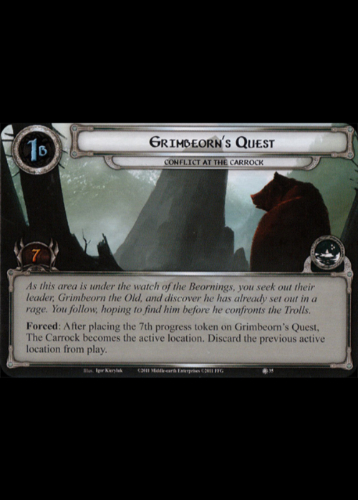 1B
Grimbeorn's Quest
Conflict at the Carrock
7
As this area is under the watch of the Beornings, you seek out their
leader, Grimbeorn the Old, and discover he has already set out in a
rage. You follow, hoping to find him before he confronts the Trolls.
Forced: After placing the 7th progress token on Grimbeorn's Quest,
The Carrock becomes the active location. Discard the previous active
location from play.
Illus. Igor Kieryluk ©2011 Middle-earth Enterprises ©2011 FFG